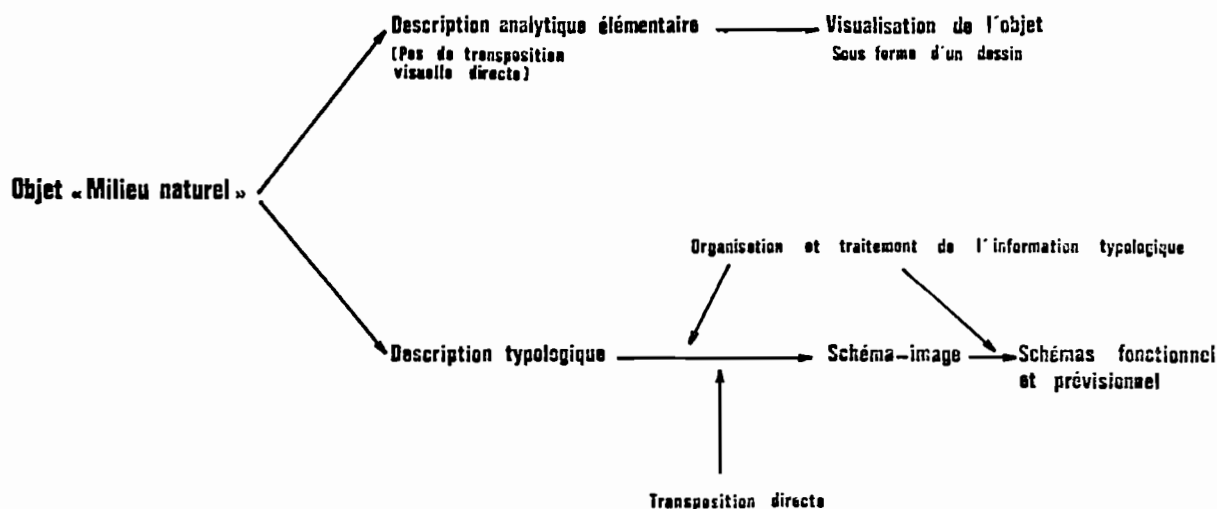 Description analytique élémentaire
(Pas de transposition
visuelle directe)
Visualisation de l'objet
Sous forme d'un dessin
Objet « Milieu naturel »
Organisation et traitement de l'information typologique
Description typologique
Schéma-image
Schémas fonctionnel
et prévisionnel
Transposition directe